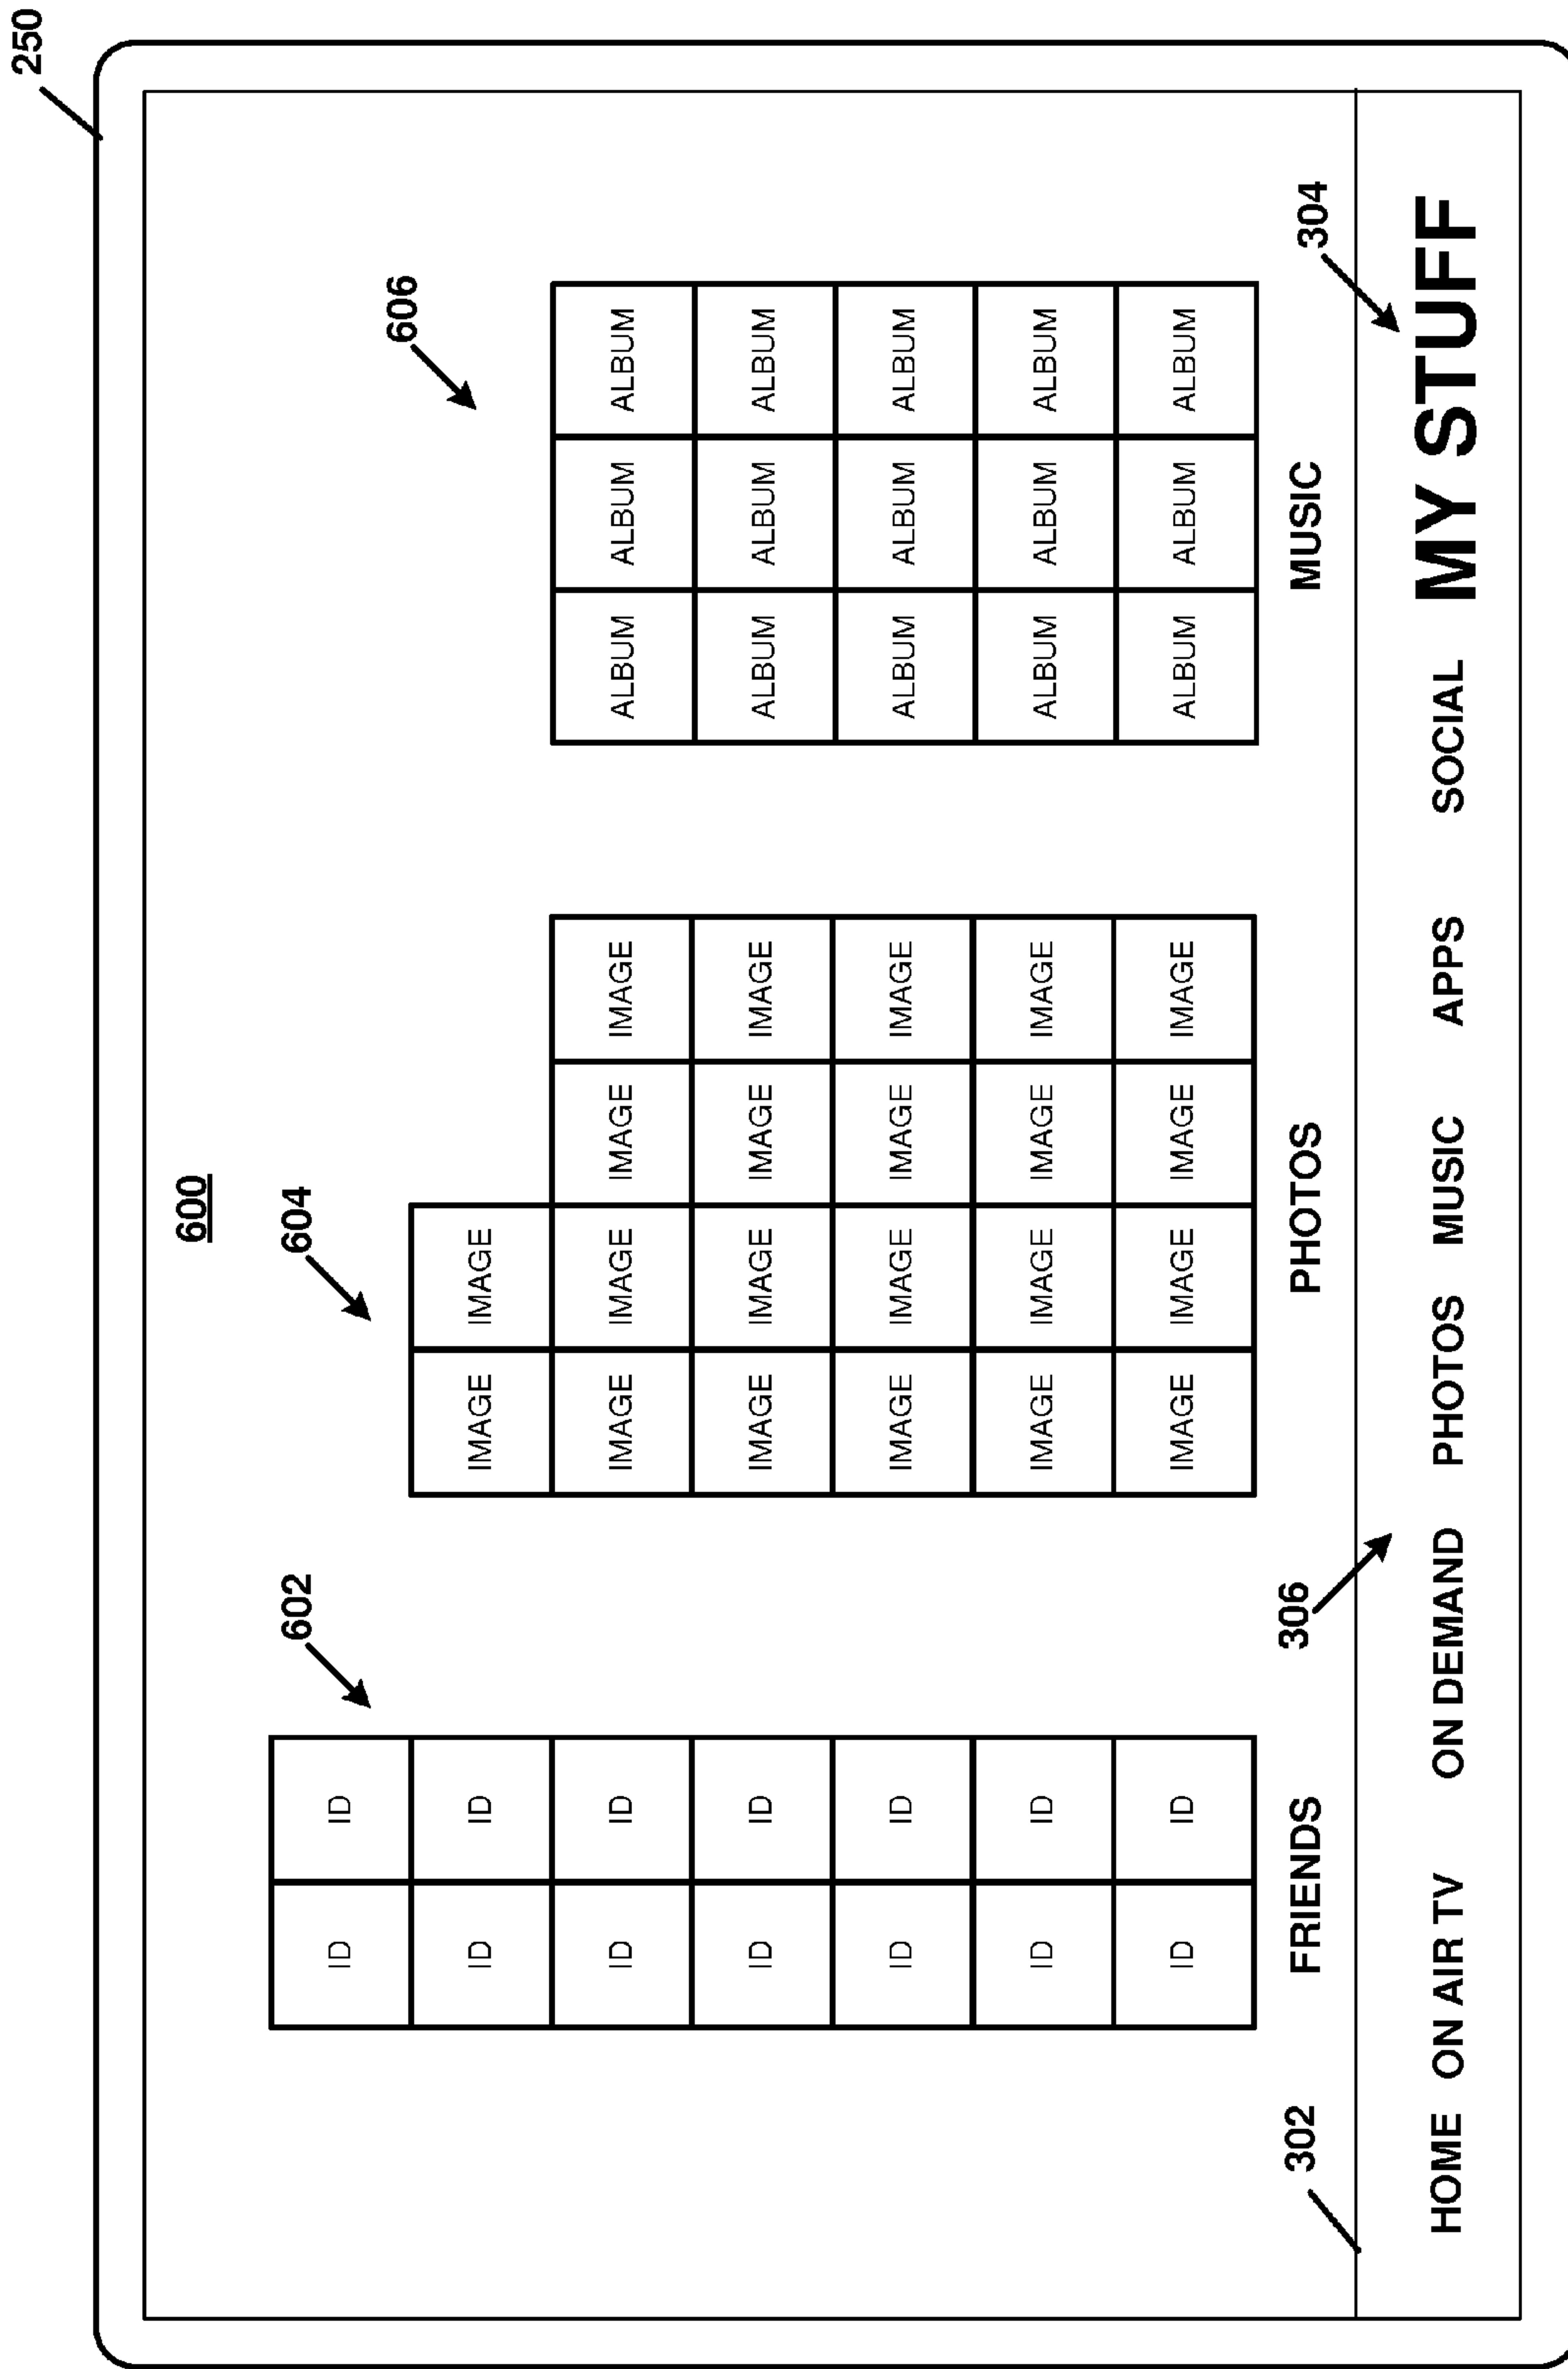 250
600
602 604
ID ID
606
ID ID IMAGE IMAGE
ID ID IMAGE IMAGE IMAGE IMAGE ALBUM ALBUM ALBUM
ID ID IMAGE IMAGE IMAGE IMAGE ALBUM ALBUM ALBUM
ID ID IMAGE IMAGE IMAGE IMAGE ALBUM ALBUM ALBUM
ID ID IMAGE IMAGE IMAGE IMAGE ALBUM ALBUM ALBUM
ID ID IMAGE IMAGE IMAGE IMAGE ALBUM ALBUM ALBUM
302 FRIENDS 306 PHOTOS MUSIC 304
HOME ON AIR TV ON DEMAND PHOTOS MUSIC APPS SOCIAL MY STUFF